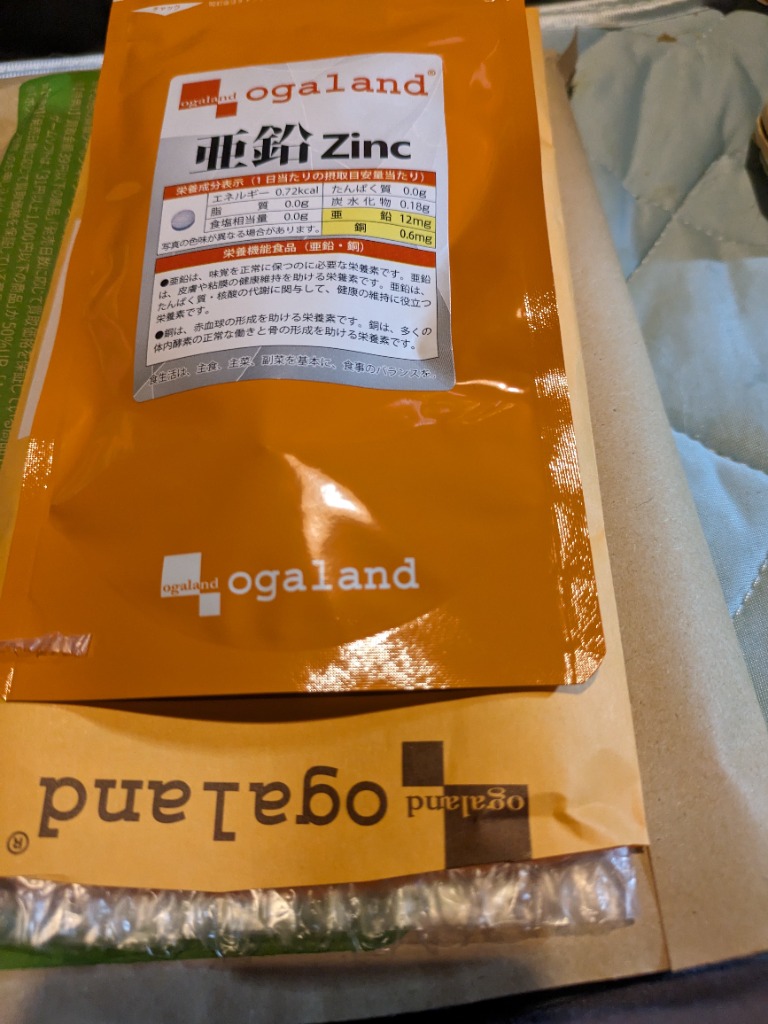 チャック
ogaland ogaland®
亜鉛 Zinc
栄養成分表示（1日当たりの摂取目安量当たり）
エネルギー 0.72kcal たんぱく質 0.0g
脂質 0.0g 炭水化物 0.18g
食塩相当量 0.0g 亜鉛 12mg
写真の色味が異なる場合があります。 銅 0.6mg
栄養機能食品（亜鉛・銅）
●亜鉛は、味覚を正常に保つのに必要な栄養素です。亜鉛
は、皮膚や粘膜の健康維持を助ける栄養素です。亜鉛は、
たんぱく質・核酸の代謝に関与して、健康の維持に役立つ
栄養素です。
●銅は、赤血球の形成を助ける栄養素です。銅は、多くの
体内酵素の正常な働きと骨の形成を助ける栄養素です。
食生活は、主食、主菜、副菜を基本に、食事のバランスを。
ogaland ogaland
ogaland ogaland®